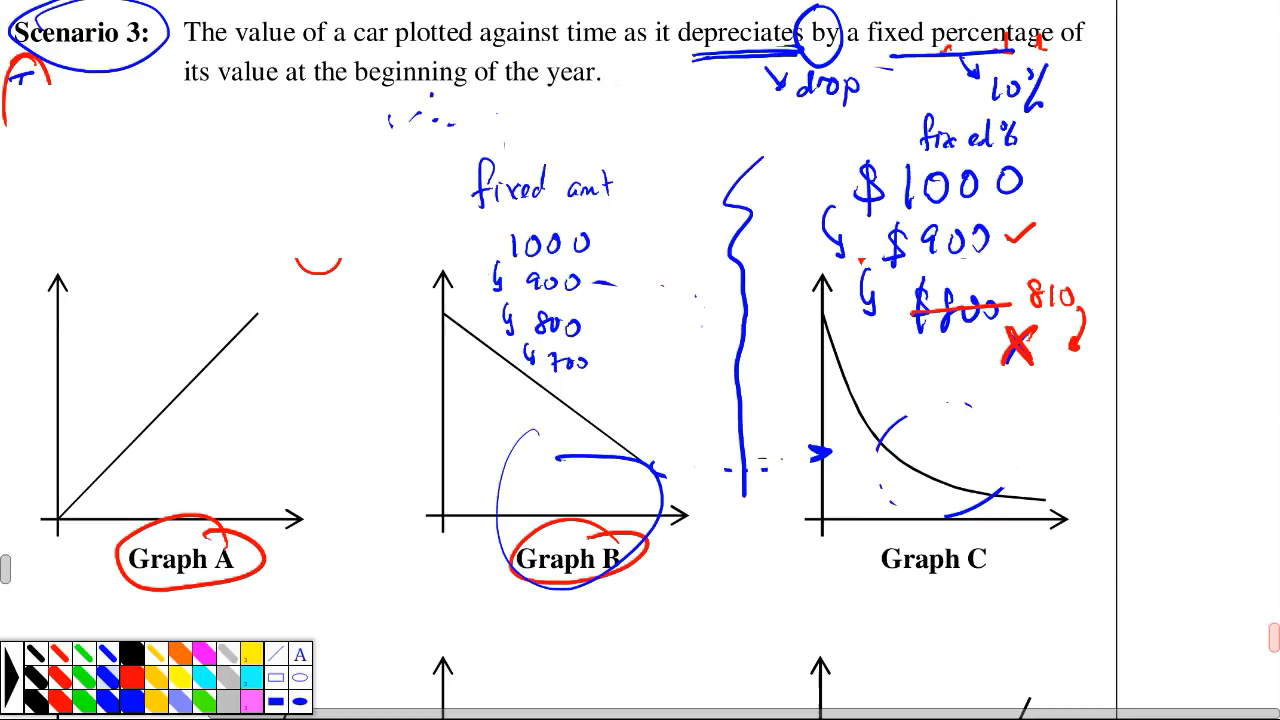 Scenario 3: The value of a car plotted against time as it depreciates by a fixed percentage of
its value at the beginning of the year.
drop
10%
fixed %
fixed amt
$1000
1000
$900
900
$800 810
800
700
Graph A
Graph B
Graph C
A